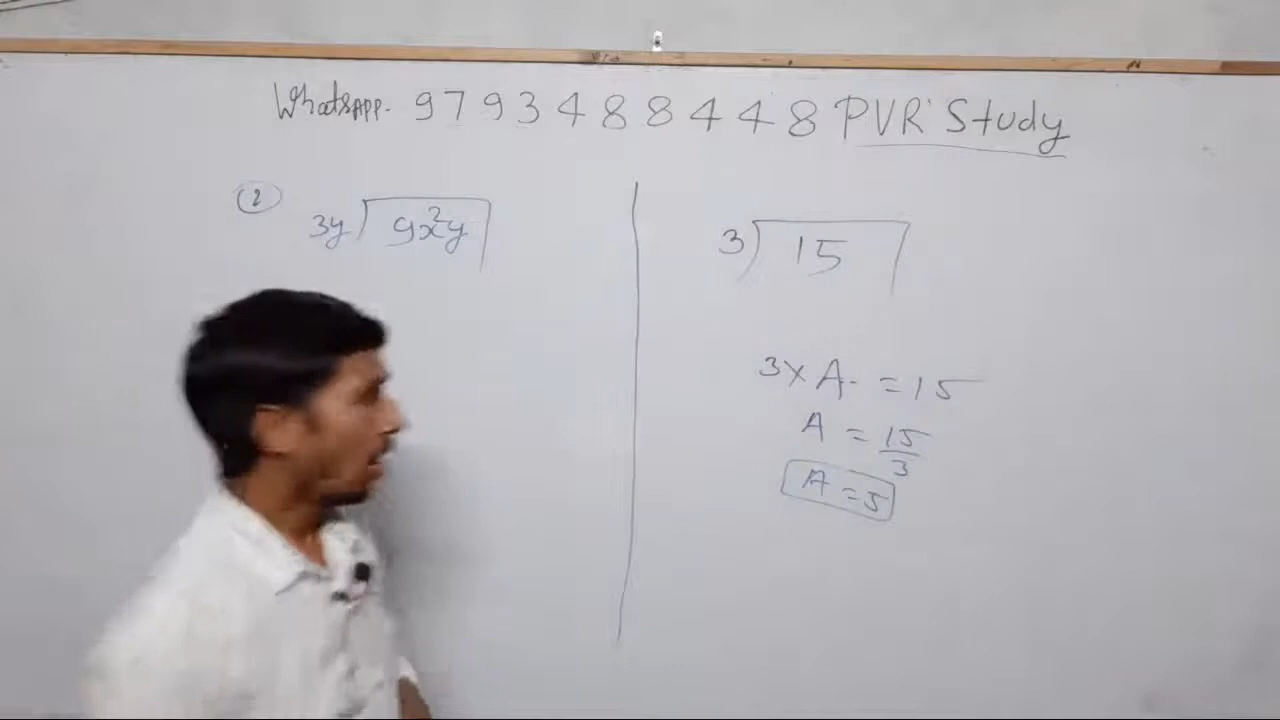 WhatsAPP. 9793488448 PVR Study
2 3y) 9x²y
3) 15
3 x A = 15
A = 15/3
A = 5